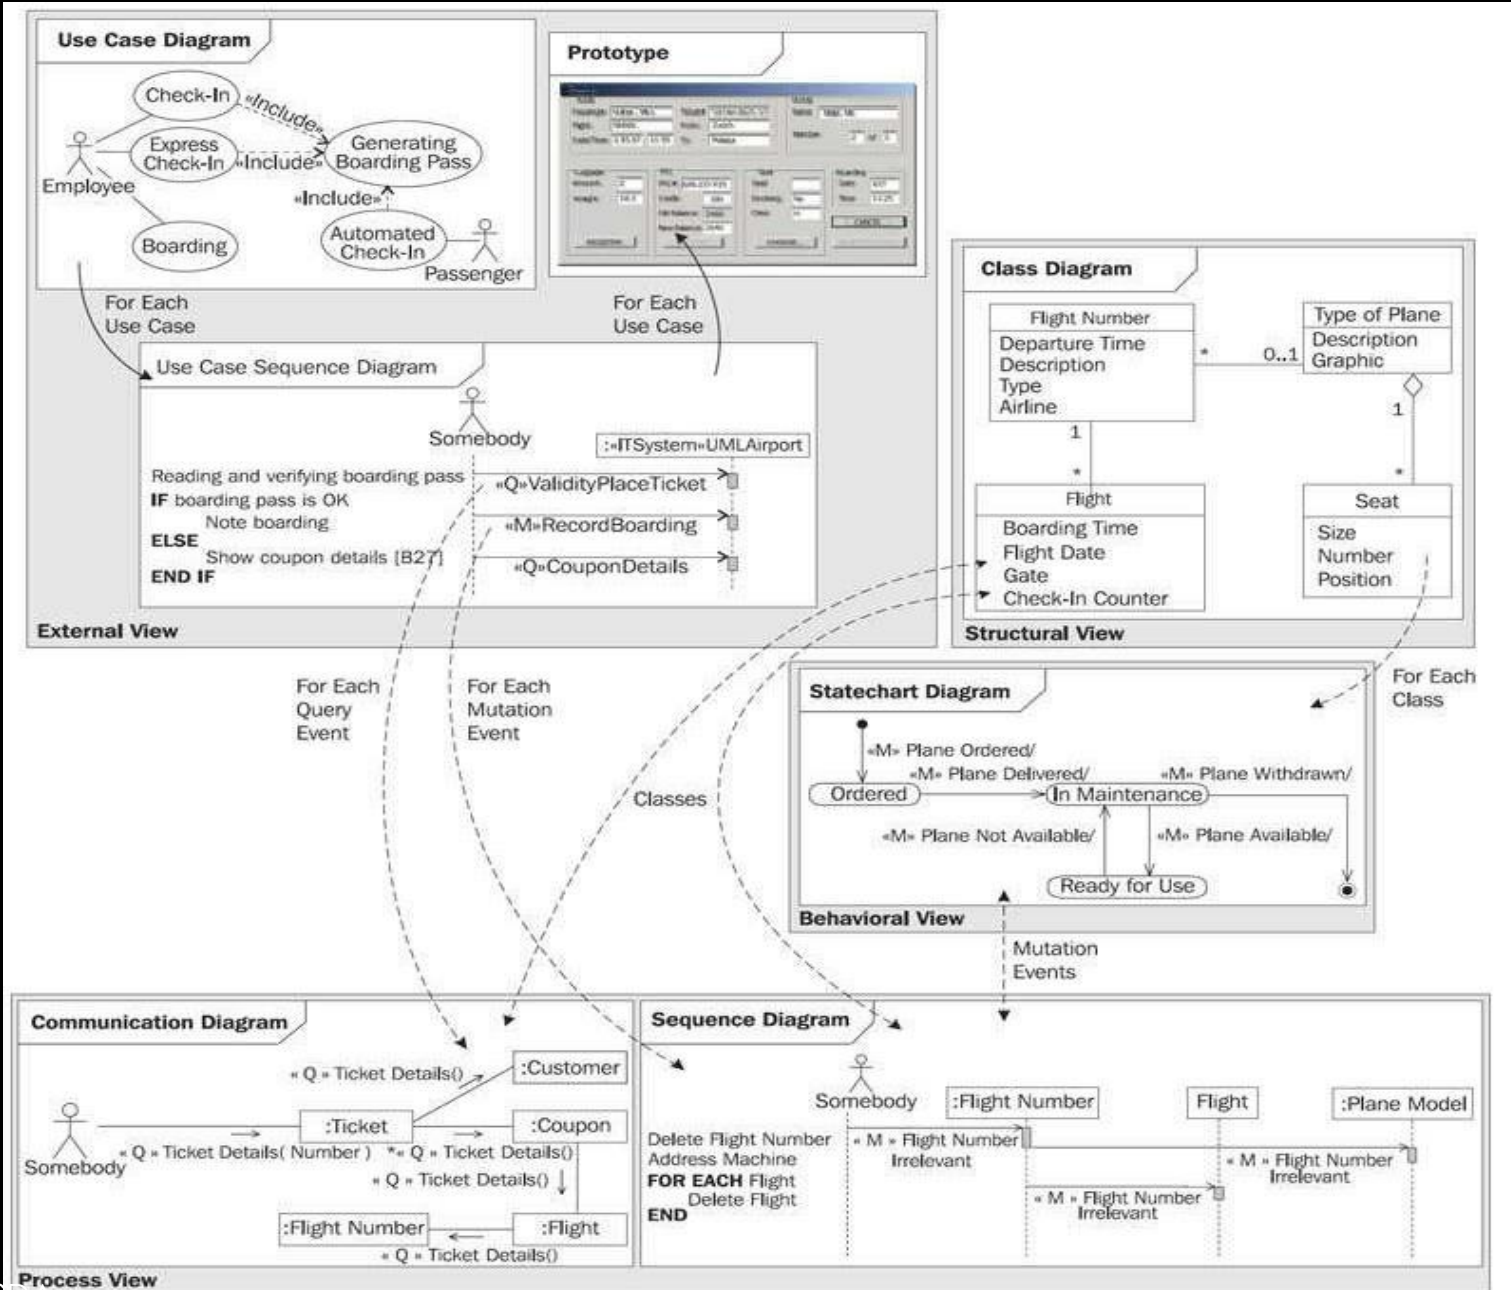 Use Case Diagram
Check-In
«Include»
Express
Check-In
«Include»
Generating
Boarding Pass
Employee
«Include»
Boarding
Automated
Check-In
Passenger
Prototype
For Each
Use Case
For Each
Use Case
Use Case Sequence Diagram
Somebody
:«ITSystem»UMLAirport
Reading and verifying boarding pass
«Q»ValidityPlaceTicket
IF boarding pass is OK
Note boarding
«M»RecordBoarding
ELSE
Show coupon details [B27]
«Q»CouponDetails
END IF
External View
Class Diagram
Flight Number
Departure Time
Description
Type
Airline
*
0..1
Type of Plane
Description
Graphic
1
*
1
*
Flight
Boarding Time
Flight Date
Gate
Check-In Counter
Seat
Size
Number
Position
Structural View
For Each
Query
Event
For Each
Mutation
Event
Classes
For Each
Class
Statechart Diagram
«M» Plane Ordered/
«M» Plane Delivered/
«M» Plane Withdrawn/
Ordered
In Maintenance
«M» Plane Not Available/
«M» Plane Available/
Ready for Use
Behavioral View
Mutation
Events
Communication Diagram
« Q » Ticket Details()
:Customer
:Ticket
:Coupon
Somebody
« Q » Ticket Details( Number )
*« Q » Ticket Details()
« Q » Ticket Details()
:Flight Number
:Flight
« Q » Ticket Details()
Sequence Diagram
Somebody
:Flight Number
Flight
:Plane Model
Delete Flight Number
Address Machine
FOR EACH Flight
Delete Flight
END
« M » Flight Number
Irrelevant
« M » Flight Number
Irrelevant
« M » Flight Number
Irrelevant
Process View